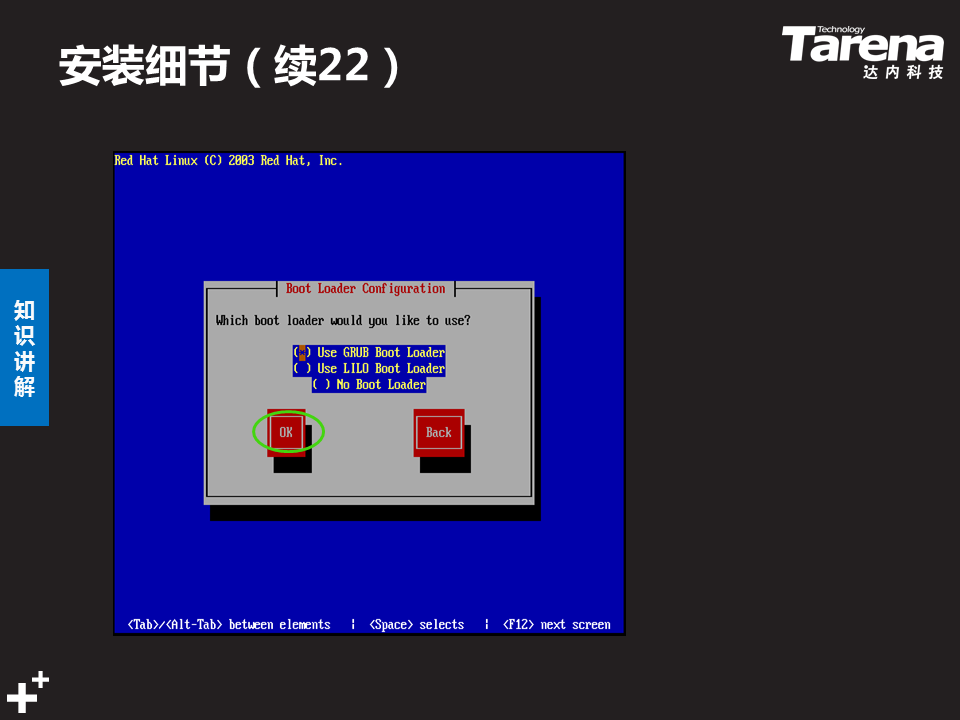 安装细节（续22）
Technology
Tarena
达内科技
知识讲解
Red Hat Linux (C) 2003 Red Hat, Inc.
Boot Loader Configuration
Which boot loader would you like to use?
(*) Use GRUB Boot Loader
( ) Use LILO Boot Loader
( ) No Boot Loader
OK
Back
<Tab>/<Alt-Tab> between elements | <Space> selects | <F12> next screen